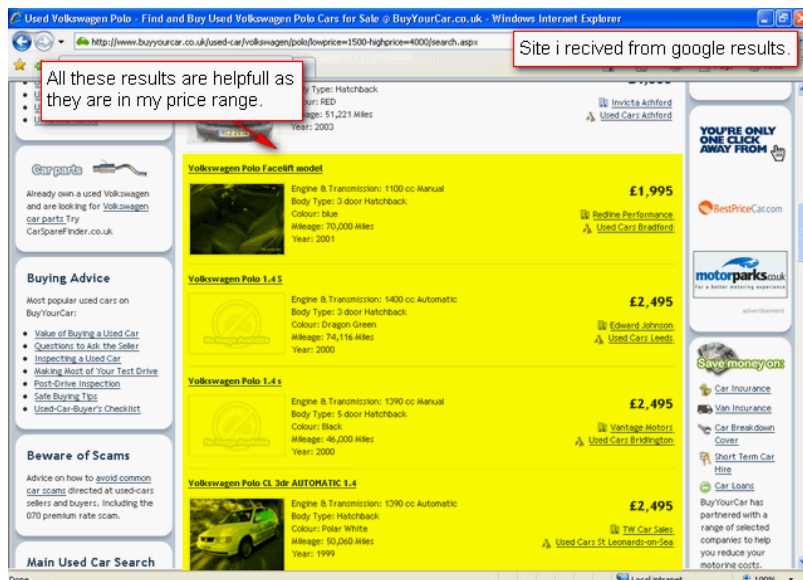 Used Volkswagen Polo - Find and Buy Used Volkswagen Polo Cars for Sale @ BuyYourCar.co.uk - Windows Internet Explorer
http://www.buyyourcar.co.uk/used-car/volkswagen/polo/lowprice=1500-highprice=4000/search.aspx
Site i recived from google results.
All these results are helpfull as
they are in my price range.
Body Type: Hatchback
Colour: RED
Mileage: 51,221 Miles
Year: 2003
Invicta Ashford
Used Cars Ashford
Car parts
Already own a used Volkswagen
and are looking for Volkswagen
car parts Try
CarSpareFinder.co.uk
Buying Advice
Most popular used cars on
BuyYourCar:
Value of Buying a Used Car
Questions to Ask the Seller
Inspecting a Used Car
Making Most of Your Test Drive
Post-Drive Inspection
Safe Buying Tips
Used-Car-Buyer's Checklist
Beware of Scams
Advice on how to avoid common
car scams directed at used-cars
sellers and buyers. Including the
070 premium rate scam.
Main Used Car Search
Volkswagen Polo Facelift model
Engine & Transmission: 1100 cc Manual
Body Type: 3 door Hatchback
Colour: blue
Mileage: 70,000 Miles
Year: 2001
£1,995
Redline Performance
Used Cars Bradford
Volkswagen Polo 1.4 S
No Image Available
Engine & Transmission: 1400 cc Automatic
Body Type: 3 door Hatchback
Colour: Dragon Green
Mileage: 74,116 Miles
Year: 2000
£2,495
Edward Johnson
Used Cars Leeds
Volkswagen Polo 1.4 s
No Image Available
Engine & Transmission: 1390 cc Manual
Body Type: 5 door Hatchback
Colour: Black
Mileage: 46,000 Miles
Year: 2000
£2,495
Vantage Motors
Used Cars Bridington
Volkswagen Polo CL 3dr AUTOMATIC 1.4
Engine & Transmission: 1390 cc Automatic
Body Type: Hatchback
Colour: Polar White
Mileage: 50,060 Miles
Year: 1999
£2,495
TW Car Sales
Used Cars St Leonards-on-Sea
YOU'RE ONLY
ONE CLICK
AWAY FROM
BestPriceCar.com
motorparks.co.uk
For a better motoring experience
advertisement
Save money on:
Car Insurance
Van Insurance
Car Breakdown
Cover
Short Term Car
Hire
Car Loans
BuyYourCar has
partnered with a
range of selected
companies to help
you reduce your
motoring costs.
Done
Local intranet
100%